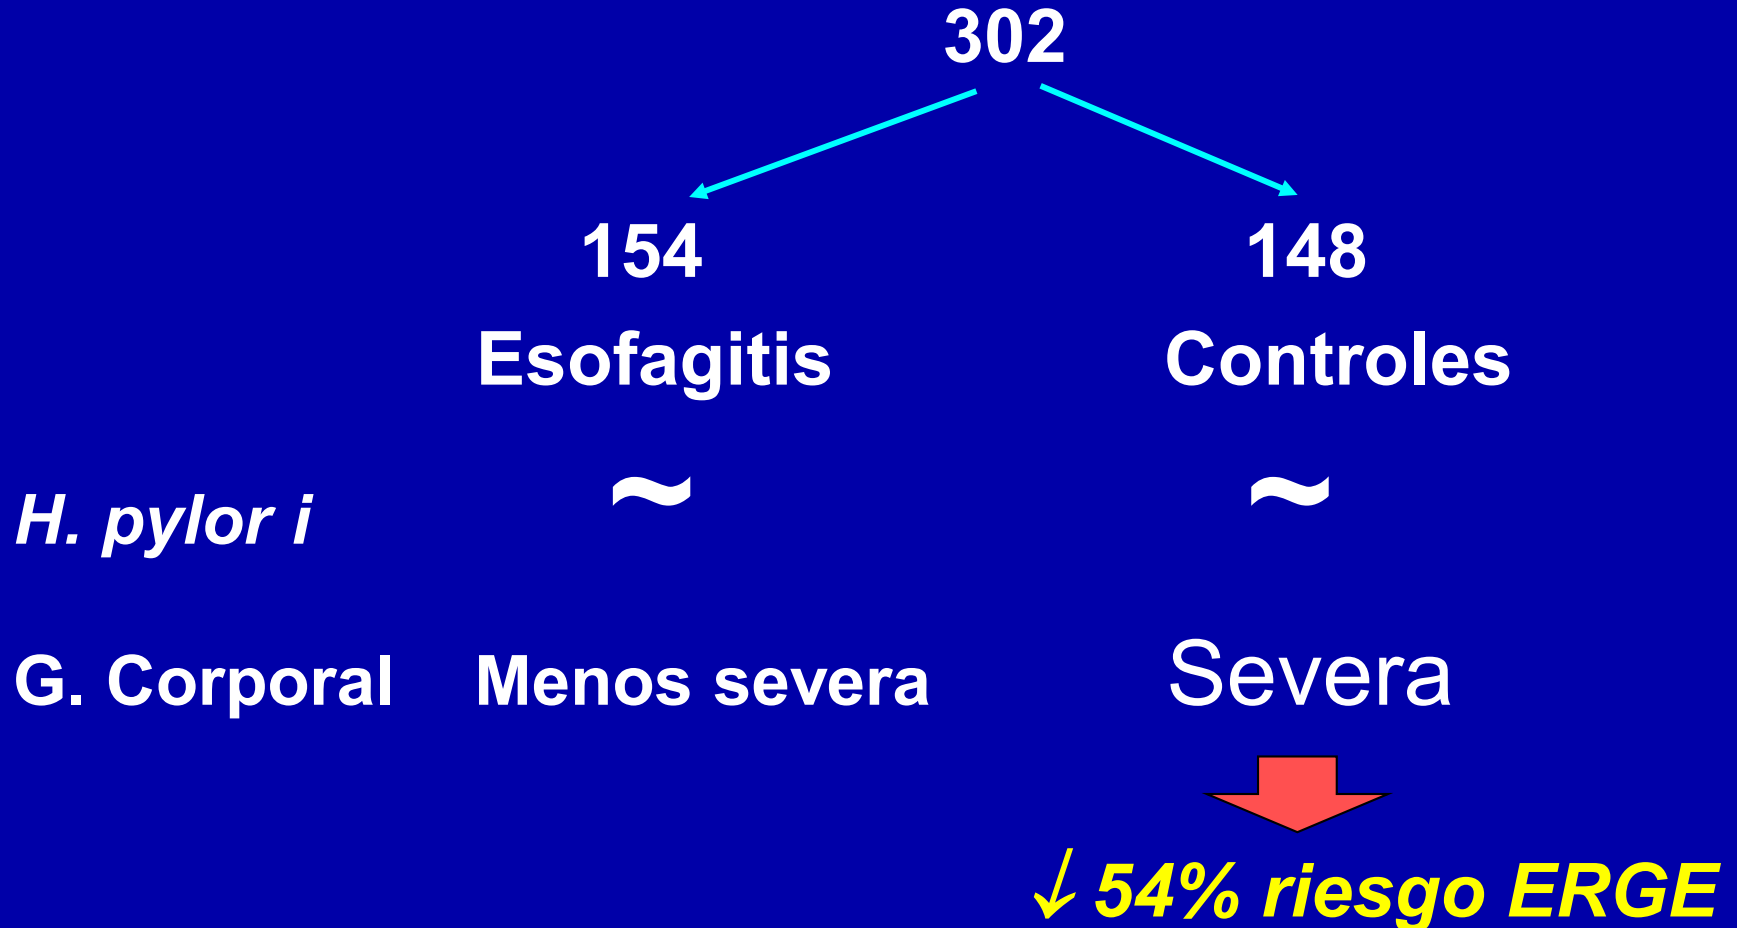 302
154 148
Esofagitis Controles
H. pylor i ~ ~
G. Corporal Menos severa Severa
↓ 54% riesgo ERGE